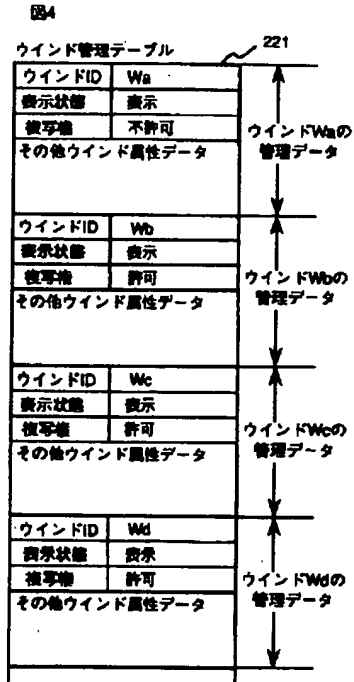 図4
ウインド管理テーブル
221
ウインドID Wa
表示状態 表示
複写権 不許可
その他ウインド属性データ
ウインドWaの
管理データ
ウインドID Wb
表示状態 表示
複写権 許可
その他ウインド属性データ
ウインドWbの
管理データ
ウインドID Wc
表示状態 表示
複写権 許可
その他ウインド属性データ
ウインドWcの
管理データ
ウインドID Wd
表示状態 表示
複写権 許可
その他ウインド属性データ
ウインドWdの
管理データ